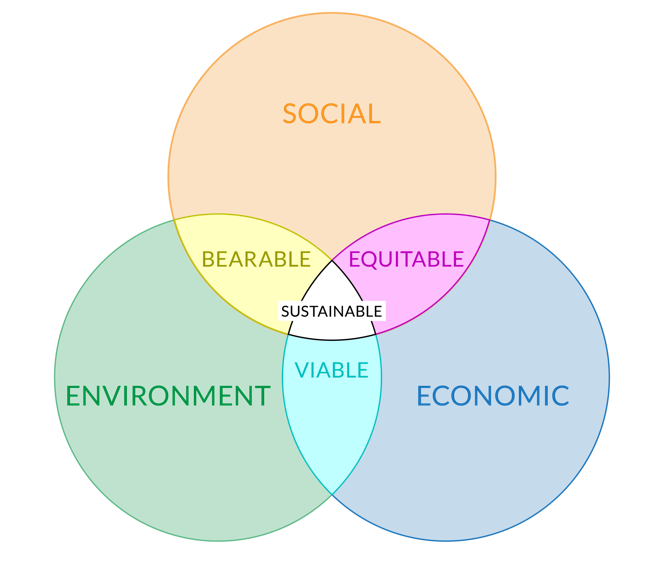 SOCIAL
BEARABLE
EQUITABLE
SUSTAINABLE
VIABLE
ENVIRONMENT
ECONOMIC